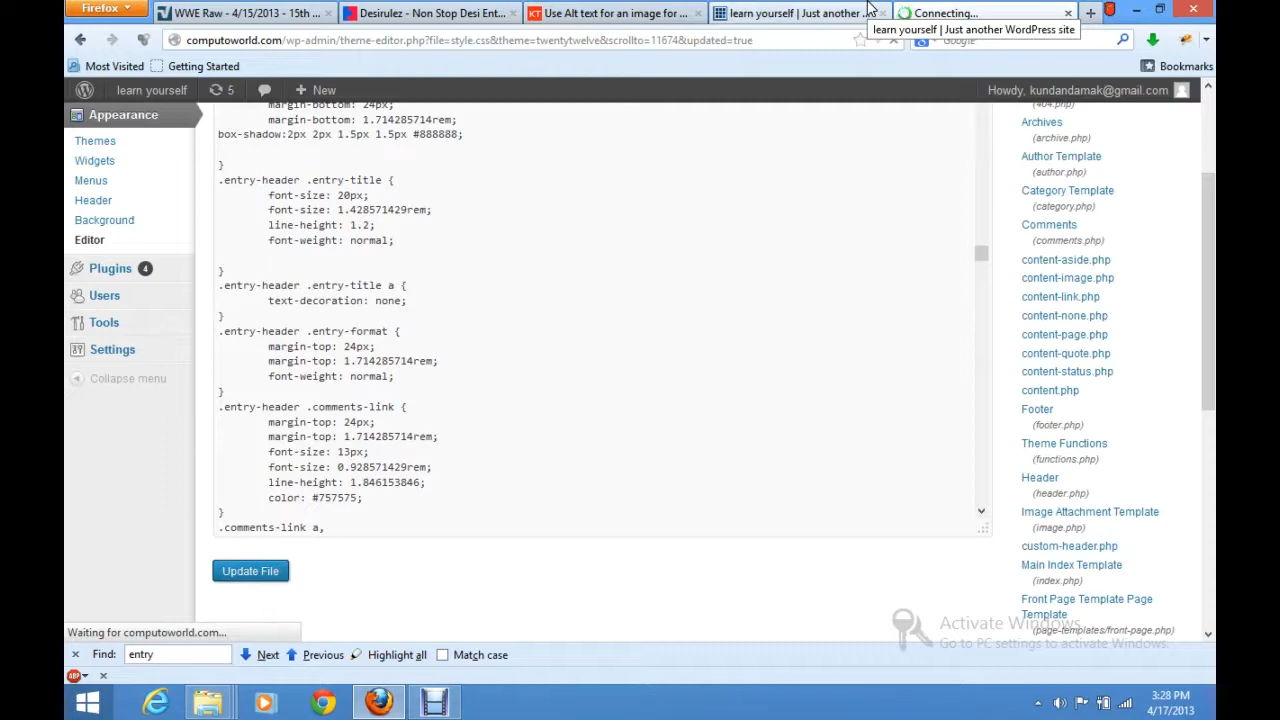 Firefox
WWE Raw - 4/15/2013 - 15th ...
Desirulez - Non Stop Desi Ent...
Use Alt text for an image for ...
learn yourself | Just another ...
Connecting...
computoworld.com/wp-admin/theme-editor.php?file=style.css&theme=twentytwelve&scrollto=11674&updated=true
learn yourself | Just another WordPress site
Most Visited
Getting Started
Bookmarks
learn yourself
5
New
Howdy, kundandamak@gmail.com
Appearance
Themes
Widgets
Menus
Header
Background
Editor
Plugins 4
Users
Tools
Settings
Collapse menu
margin-bottom: 24px;
margin-bottom: 1.714285714rem;
box-shadow:2px 2px 1.5px 1.5px #888888;
}
.entry-header .entry-title {
font-size: 20px;
font-size: 1.428571429rem;
line-height: 1.2;
font-weight: normal;
}
.entry-header .entry-title a {
text-decoration: none;
}
.entry-header .entry-format {
margin-top: 24px;
margin-top: 1.714285714rem;
font-weight: normal;
}
.entry-header .comments-link {
margin-top: 24px;
margin-top: 1.714285714rem;
font-size: 13px;
font-size: 0.928571429rem;
line-height: 1.846153846;
color: #757575;
}
.comments-link a,
Update File
(404.php)
Archives
(archive.php)
Author Template
(author.php)
Category Template
(category.php)
Comments
(comments.php)
content-aside.php
content-image.php
content-link.php
content-none.php
content-page.php
content-quote.php
content-status.php
content.php
Footer
(footer.php)
Theme Functions
(functions.php)
Header
(header.php)
Image Attachment Template
(image.php)
custom-header.php
Main Index Template
(index.php)
Front Page Template Page
Template
(page-templates/front-page.php)
Activate Windows
Go to PC settings to activate Windows.
Waiting for computoworld.com...
Find: entry
Next
Previous
Highlight all
Match case
ABP
3:28 PM
4/17/2013